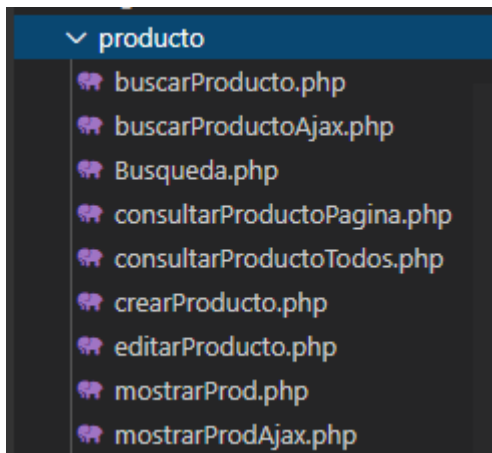 producto
buscarProducto.php
buscarProductoAjax.php
Busqueda.php
consultarProductoPagina.php
consultarProductoTodos.php
crearProducto.php
editarProducto.php
mostrarProd.php
mostrarProdAjax.php